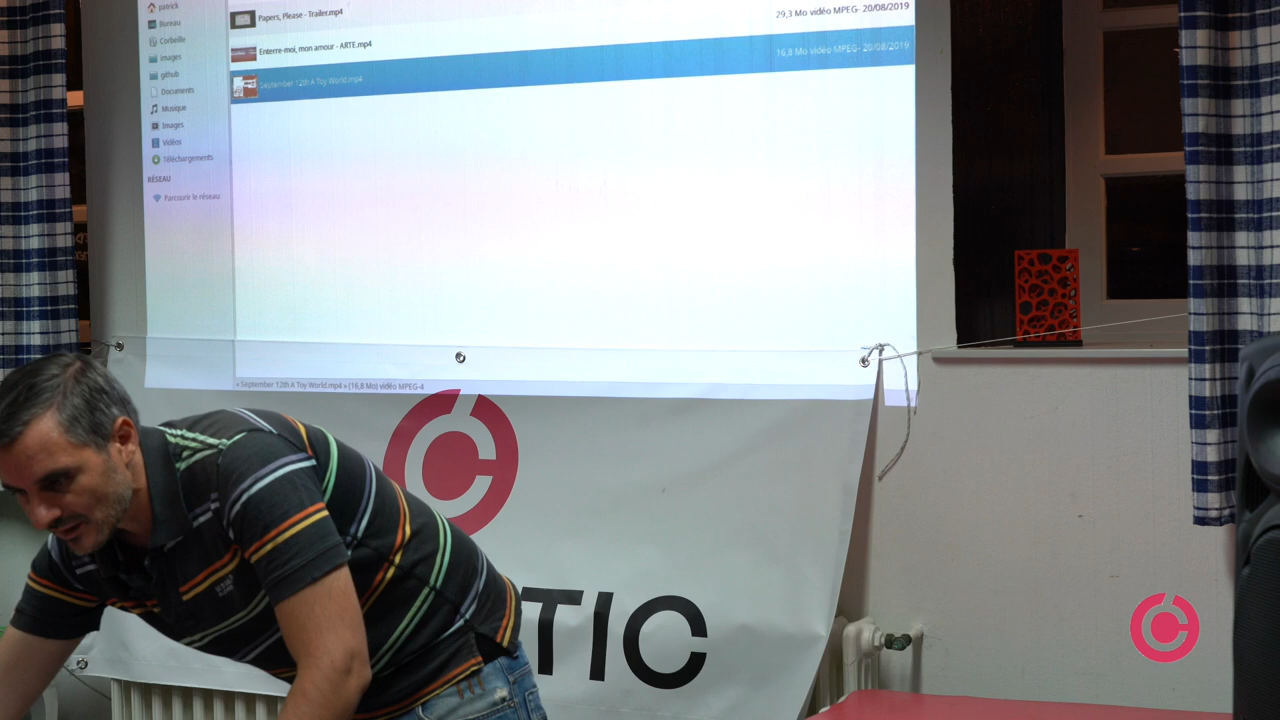 patrick
Bureau
Corbeille
images
github
Documents
Musique
Images
Vidéos
Téléchargements
RÉSEAU
Parcourir le réseau
Papers, Please - Trailer.mp4
29,3 Mo vidéo MPEG- 20/08/2019
Enterre-moi, mon amour - ARTE.mp4
16,8 Mo vidéo MPEG- 20/08/2019
September 12th A Toy World.mp4
« September 12th A Toy World.mp4 » (16,8 Mo) vidéo MPEG-4
TIC